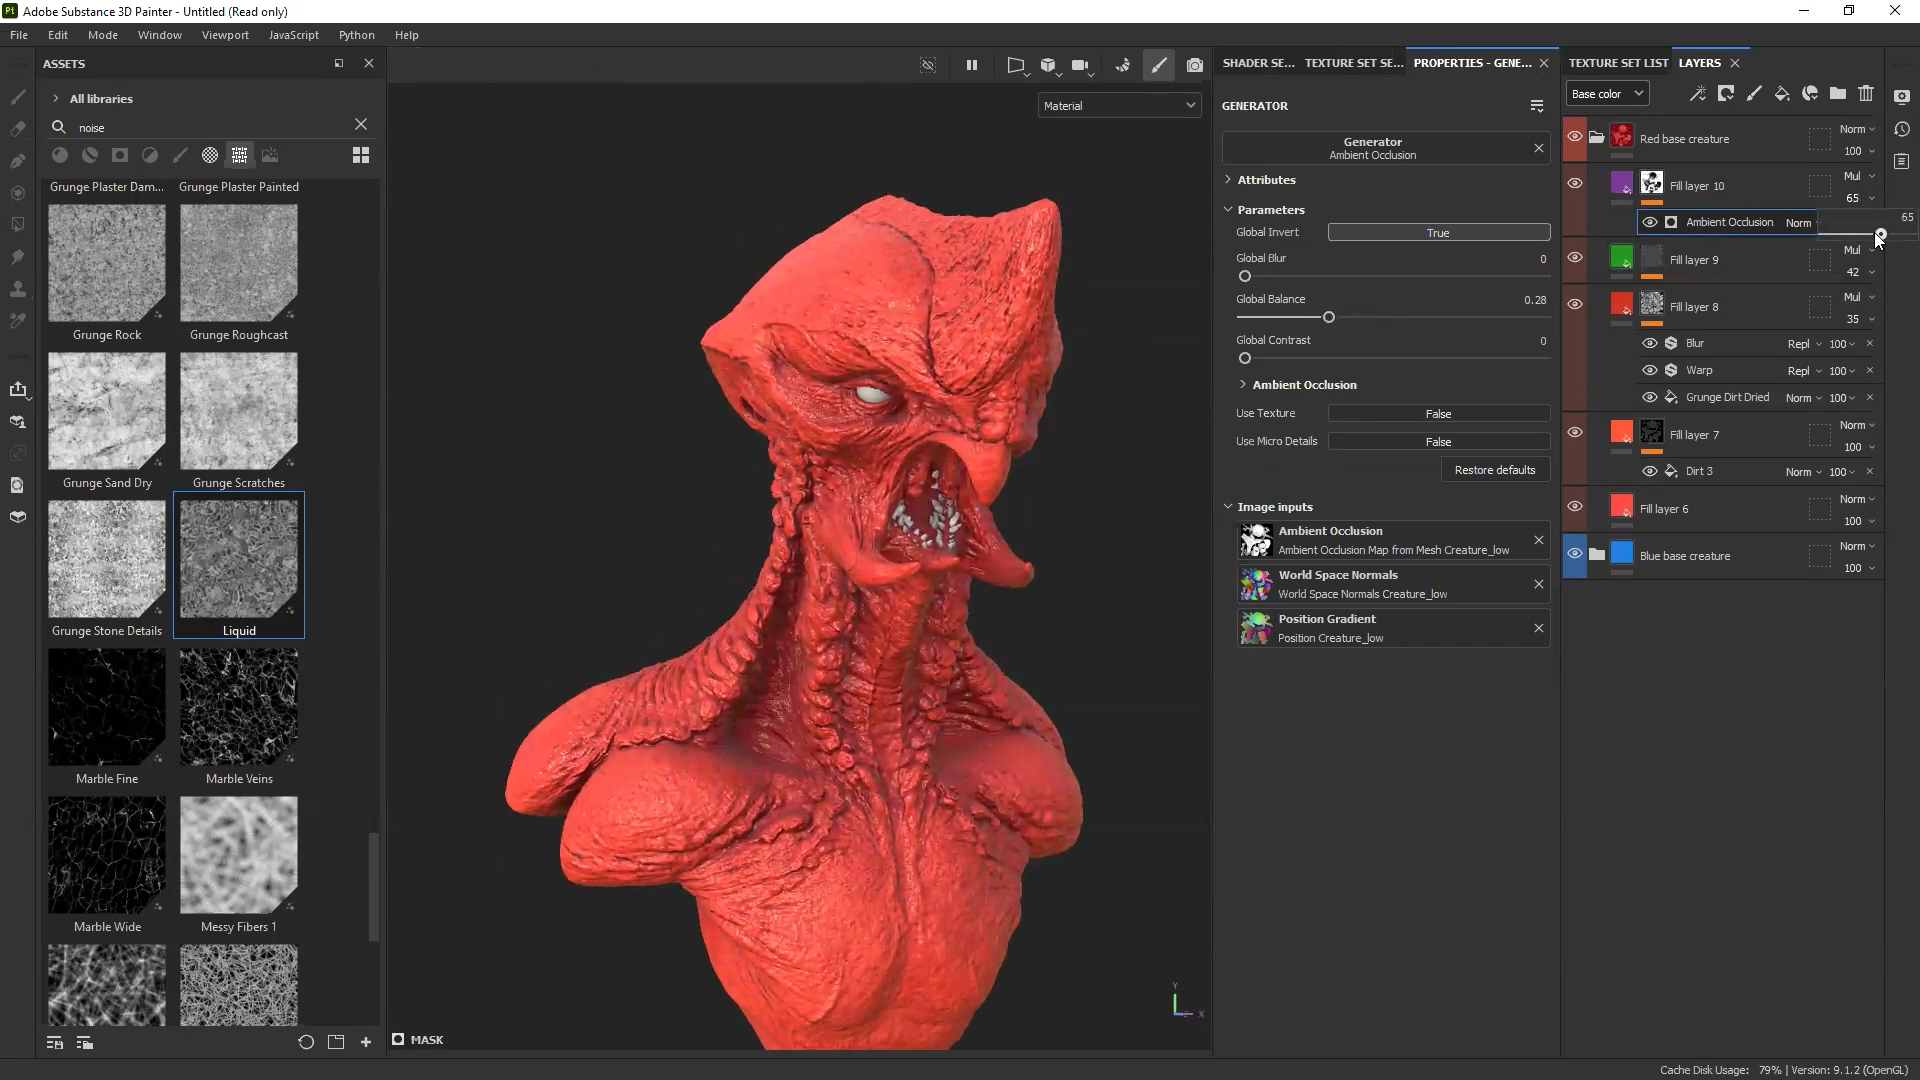 Pt Adobe Substance 3D Painter - Untitled (Read only)
File Edit Mode Window Viewport JavaScript Python Help
ASSETS
All libraries
noise
Grunge Plaster Dam... Grunge Plaster Painted
Grunge Rock Grunge Roughcast
Grunge Sand Dry Grunge Scratches
Grunge Stone Details Liquid
Marble Fine Marble Veins
Marble Wide Messy Fibers 1
Material
MASK
Y
X
SHADER SE... TEXTURE SET SE... PROPERTIES - GENE...
GENERATOR
Generator
Ambient Occlusion
Attributes
Parameters
Global Invert True
Global Blur 0
Global Balance 0.28
Global Contrast 0
Ambient Occlusion
Use Texture False
Use Micro Details False
Restore defaults
Image inputs
Ambient Occlusion
Ambient Occlusion Map from Mesh Creature_low
World Space Normals
World Space Normals Creature_low
Position Gradient
Position Creature_low
TEXTURE SET LIST LAYERS
Base color
Red base creature Norm
100
Fill layer 10 Mul
65
Ambient Occlusion Norm 65
Fill layer 9 Mul
42
Fill layer 8 Mul
35
Blur Repl 100
Warp Repl 100
Grunge Dirt Dried Norm 100
Fill layer 7 Norm
100
Dirt 3 Norm 100
Fill layer 6 Norm
100
Blue base creature Norm
100
Cache Disk Usage: 79% | Version: 9.1.2 (OpenGL)